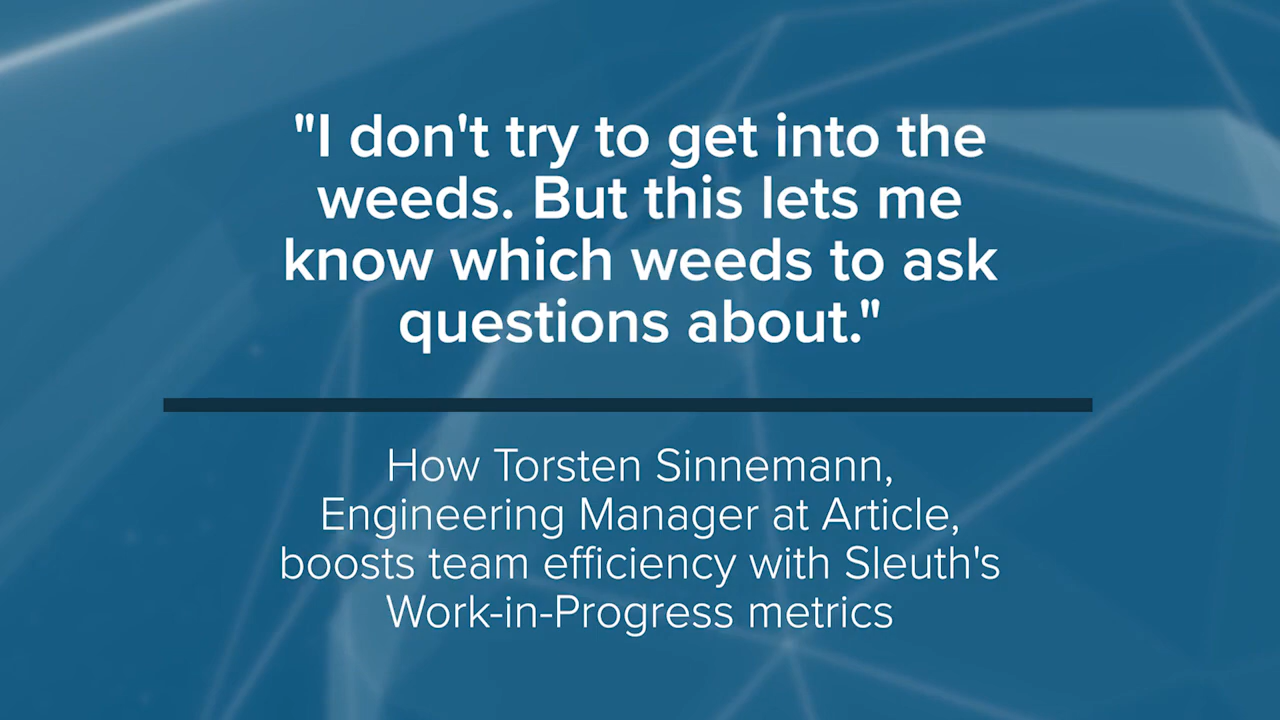 "I don't try to get into the
weeds. But this lets me
know which weeds to ask
questions about."
How Torsten Sinnemann,
Engineering Manager at Article,
boosts team efficiency with Sleuth's
Work-in-Progress metrics